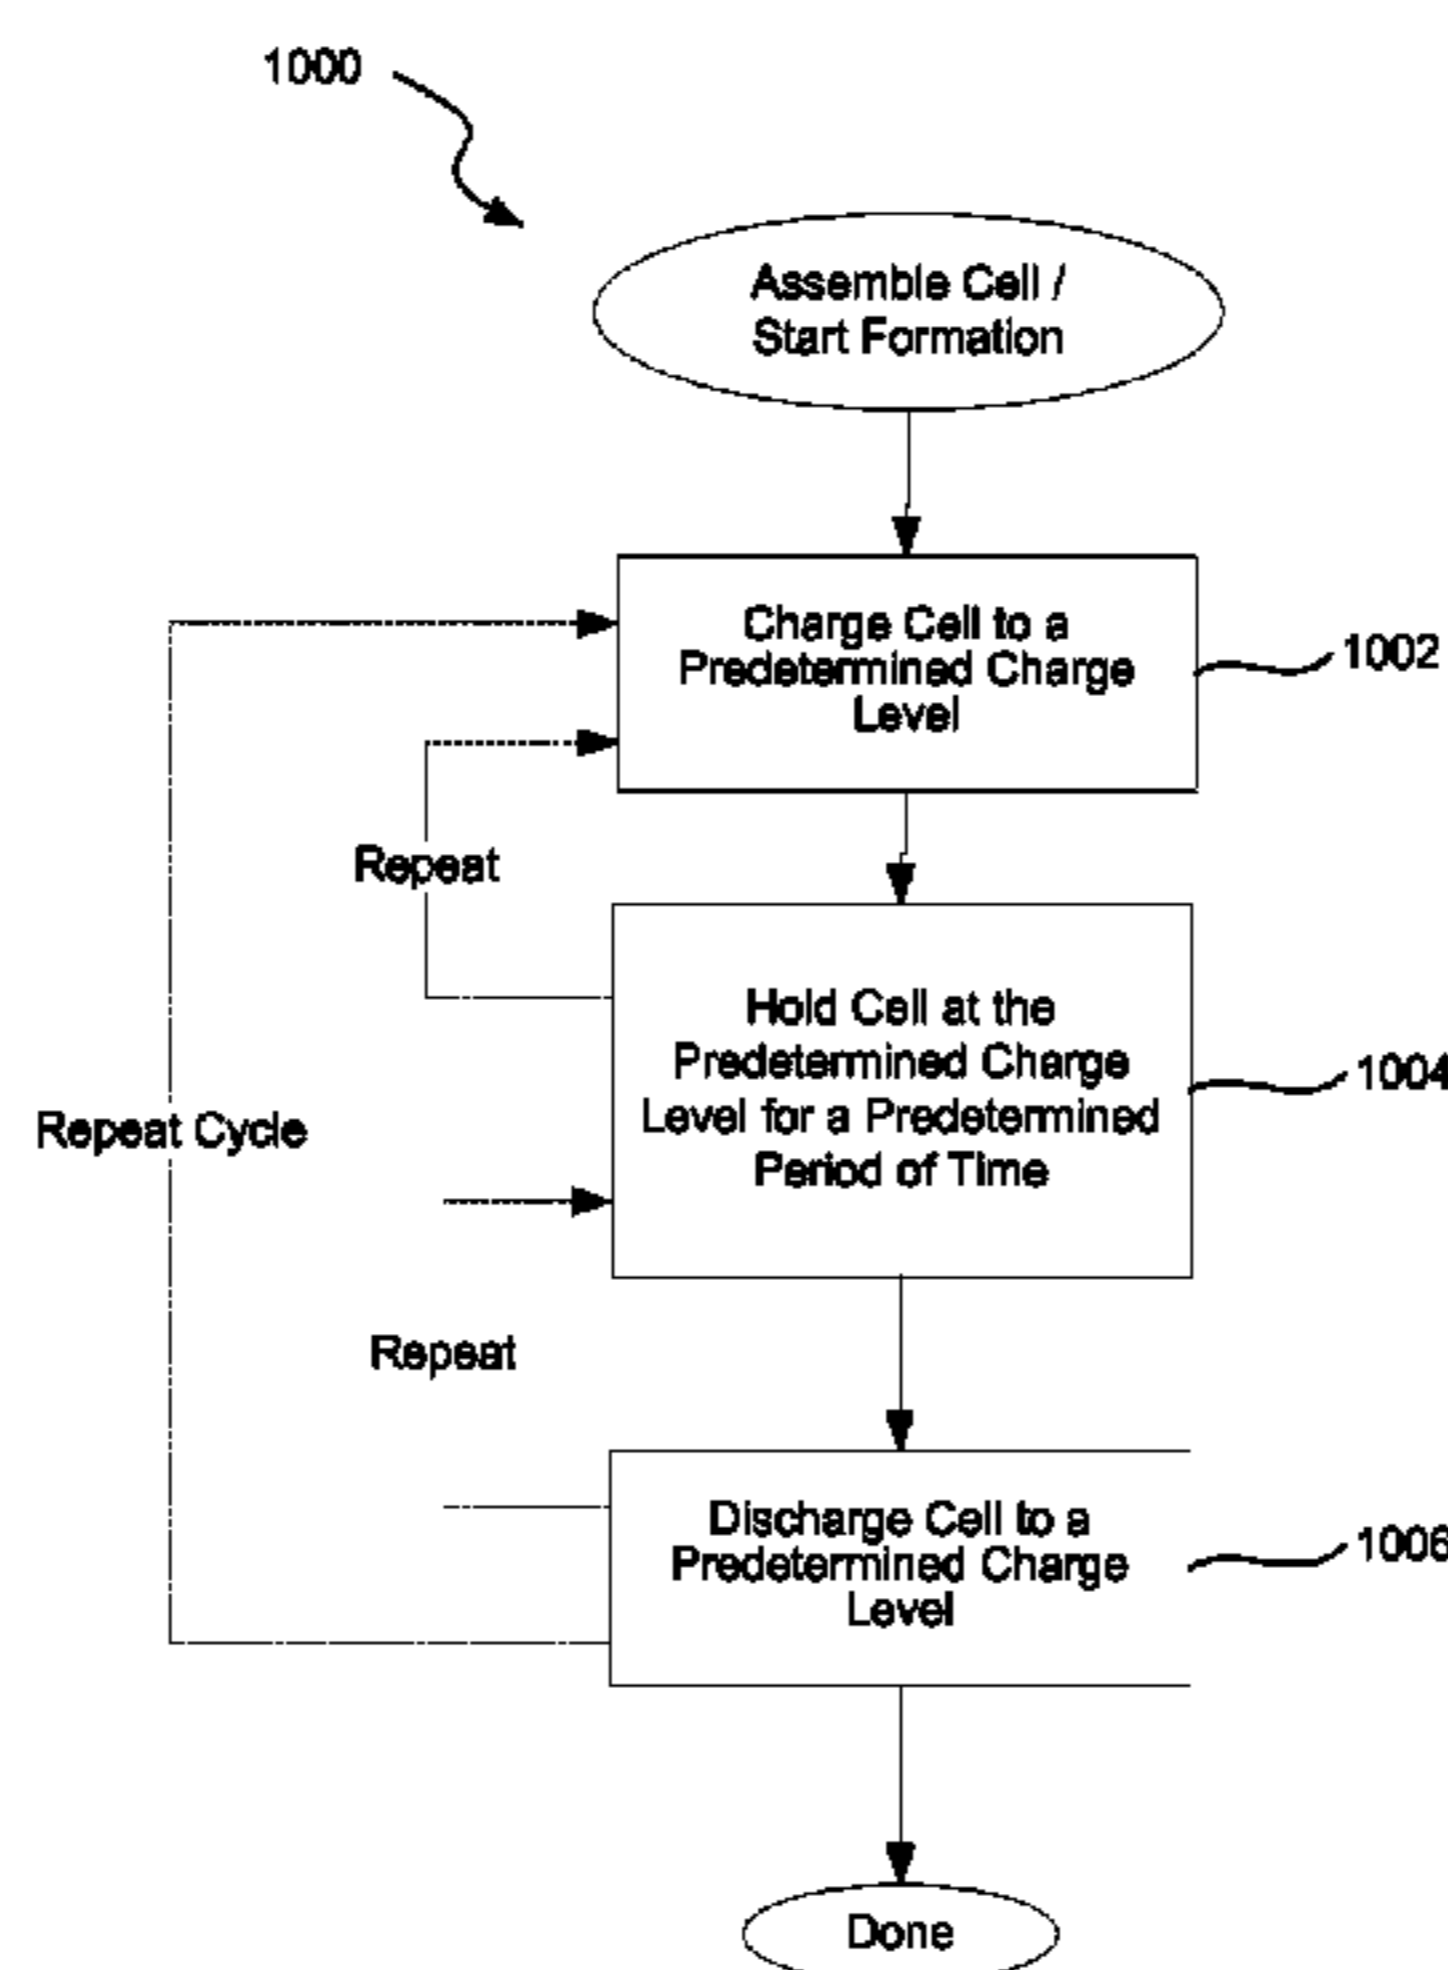 1000
Assemble Cell /
Start Formation
Charge Cell to a
Predetermined Charge
Level
1002
Repeat
Hold Cell at the
Predetermined Charge
Level for a Predetermined
Period of Time
1004
Repeat Cycle
Repeat
Discharge Cell to a
Predetermined Charge
Level
1006
Done